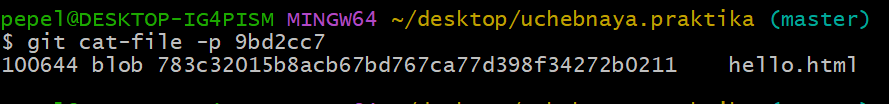 pepel@DESKTOP-IG4PISM MINGW64 ~/desktop/uchebnaya.praktika (master)
$ git cat-file -p 9bd2cc7
100644 blob 783c32015b8acb67bd767ca77d398f34272b0211    hello.html